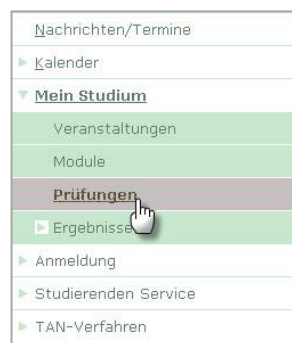 Nachrichten/Termine
Kalender
Mein Studium
Veranstaltungen
Module
Prüfungen
Ergebnisse
Anmeldung
Studierenden Service
TAN-Verfahren